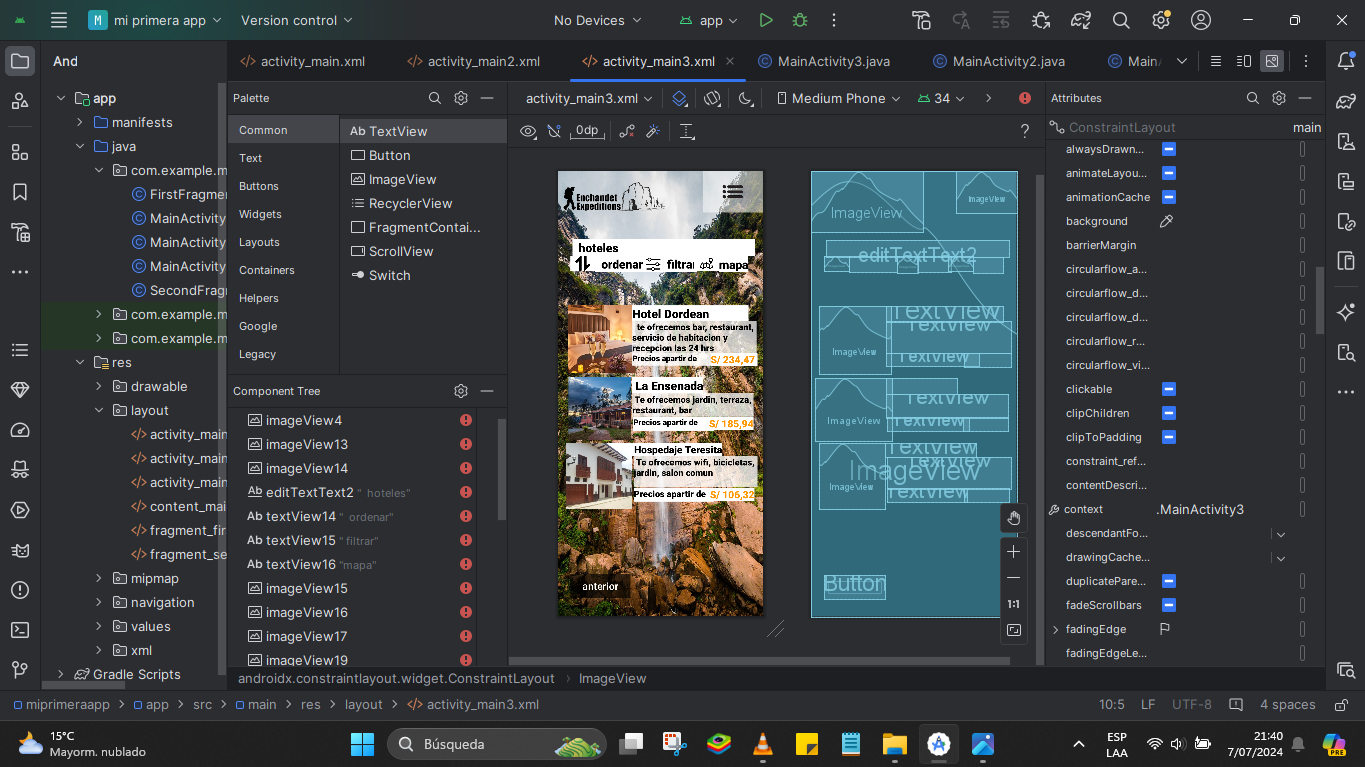 M mi primera app Version control No Devices app
And activity_main.xml activity_main2.xml activity_main3.xml MainActivity3.java MainActivity2.java Main
app
manifests
java
com.example.m
FirstFragme
MainActivity
MainActivity
MainActivity
SecondFrag
com.example.m
com.example.m
res
drawable
layout
activity_main
activity_main
activity_main
content_mai
fragment_fir
fragment_se
mipmap
navigation
values
xml
Gradle Scripts
Palette
Common
Text
Buttons
Widgets
Layouts
Containers
Helpers
Google
Legacy
Ab TextView
Button
ImageView
RecyclerView
FragmentContai...
ScrollView
Switch
Component Tree
imageView4
imageView13
imageView14
Ab editTextText2 " hoteles"
Ab textView14 " ordenar"
Ab textView15 "filtrar"
Ab textView16 "mapa"
imageView15
imageView16
imageView17
imageView19
activity_main3.xml Medium Phone 34
0dp ?
Enchandet
Expeditions
hoteles
ordenar filtrar mapa
Hotel Dordean
te ofrecemos bar, restaurant,
servicio de habitacion y
recepcion las 24 hrs
Precios apartir de S/ 234,47
La Ensenada
Te ofrecemos jardin, terraza,
restaurant, bar
Precios apartir de S/ 185,94
Hospedaje Teresita
Te ofrecemos wifi, bicicletas,
jardin, salon comun
Precios apartir de S/ 106,32
anterior
ImageView
ImageView
editTextText2
TextView
TextView
ImageView
TextView
TextView
ImageView
TextView
TextView
TextView
ImageView
ImageView
TextView
Button
1:1
Attributes
ConstraintLayout main
alwaysDrawn...
animateLayou...
animationCache
background
barrierMargin
circularflow_a...
circularflow_d...
circularflow_d...
circularflow_r...
circularflow_vi...
clickable
clipChildren
clipToPadding
constraint_ref...
contentDescri...
context .MainActivity3
descendantFo...
drawingCache...
duplicatePare...
fadeScrollbars
fadingEdge
fadingEdgeLe...
androidx.constraintlayout.widget.ConstraintLayout > ImageView
miprimeraapp > app > src > main > res > layout > activity_main3.xml 10:5 LF UTF-8 4 spaces
15°C
Mayorm. nublado
Búsqueda
ESP
LAA
21:40
7/07/2024
PRE